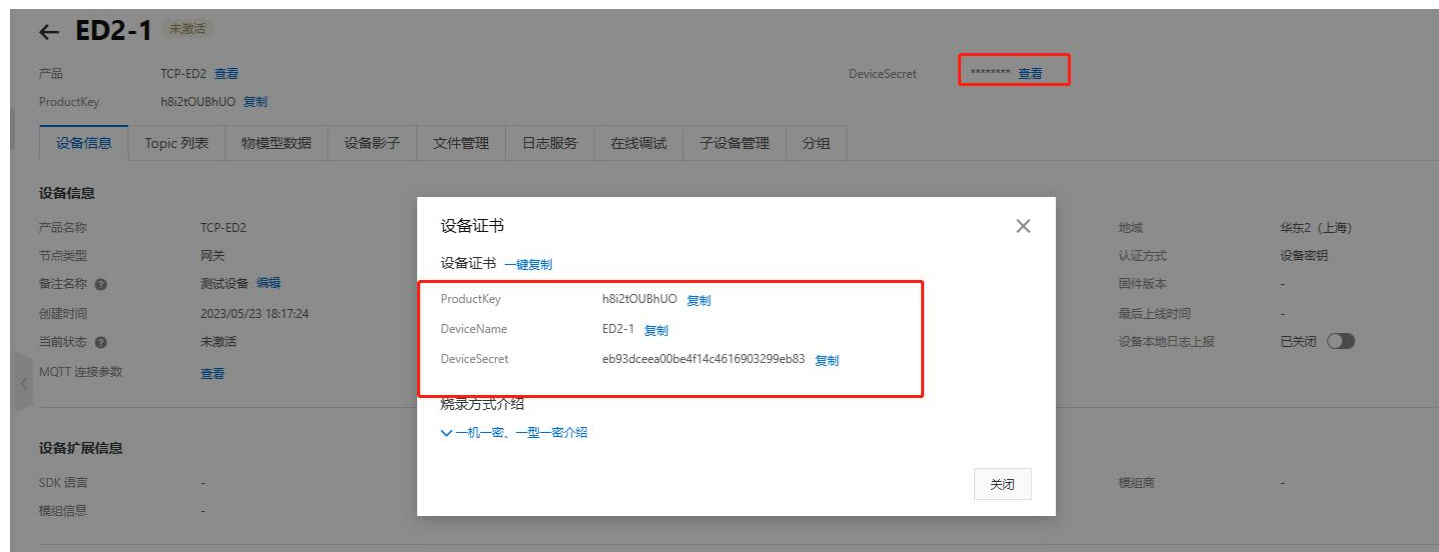 ← ED2-1 未激活
产品 TCP-ED2 查看 DeviceSecret ******** 查看
ProductKey h8i2tOUBhUO 复制
设备信息 Topic 列表 物模型数据 设备影子 文件管理 日志服务 在线调试 子设备管理 分组
设备信息
产品名称 TCP-ED2 地域 华东2（上海）
节点类型 网关 认证方式 设备密钥
备注名称 测试设备 编辑 固件版本 -
创建时间 2023/05/23 18:17:24 最后上线时间 -
当前状态 未激活 设备本地日志上报 已关闭
MQTT 连接参数 查看
设备证书
设备证书 一键复制
ProductKey h8i2tOUBhUO 复制
DeviceName ED2-1 复制
DeviceSecret eb93dceea00be4f14c4616903299eb83 复制
烧录方式介绍
一机一密、一型一密介绍
关闭
设备扩展信息
SDK 语言 - 模组商 -
模组信息 -